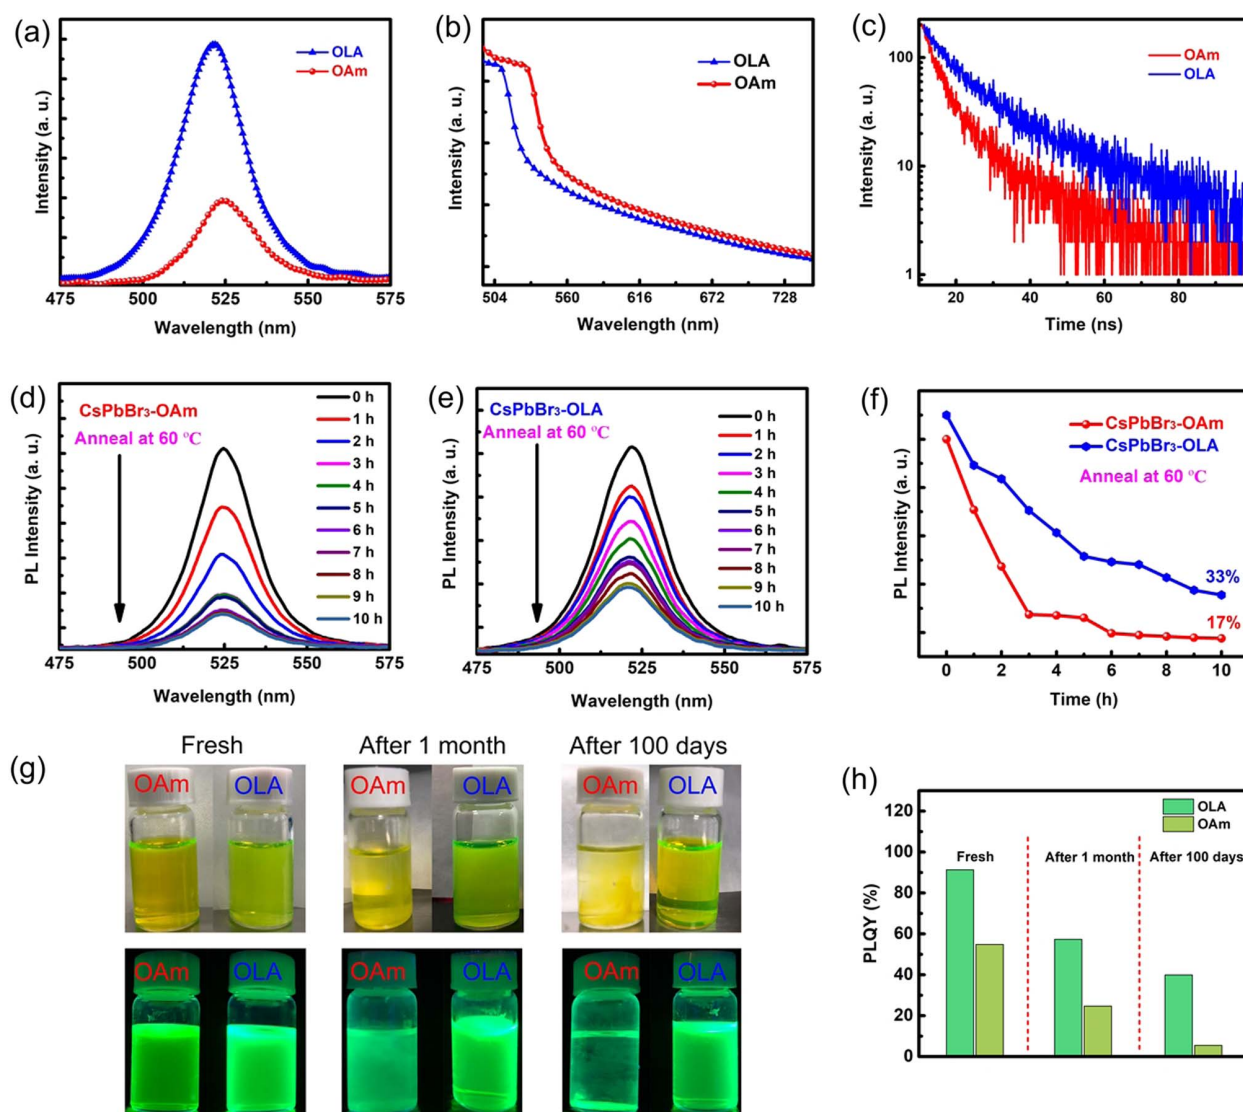 (a)
OLA
OAm
Intensity (a. u.)
475 500 525 550 575
Wavelength (nm)
(b)
OLA
OAm
Intensity (a. u.)
504 560 616 672 728
Wavelength (nm)
(c)
OAm
OLA
Intensity (a. u.)
100
10
1
20 40 60 80
Time (ns)
(d)
CsPbBr₃-OAm
Anneal at 60 °C
0 h
1 h
2 h
3 h
4 h
5 h
6 h
7 h
8 h
9 h
10 h
PL Intensity (a. u.)
475 500 525 550 575
Wavelength (nm)
(e)
CsPbBr₃-OLA
Anneal at 60 °C
0 h
1 h
2 h
3 h
4 h
5 h
6 h
7 h
8 h
9 h
10 h
PL Intensity (a. u.)
475 500 525 550 575
Wavelength (nm)
(f)
CsPbBr₃-OAm
CsPbBr₃-OLA
Anneal at 60 °C
33%
17%
PL Intensity (a. u.)
0 2 4 6 8 10
Time (h)
(g)
Fresh After 1 month After 100 days
OAm OLA OAm OLA OAm OLA
OAm OLA OAm OLA OAm OLA
(h)
OLA
OAm
Fresh After 1 month After 100 days
PLQY (%)
120
100
80
60
40
20
0